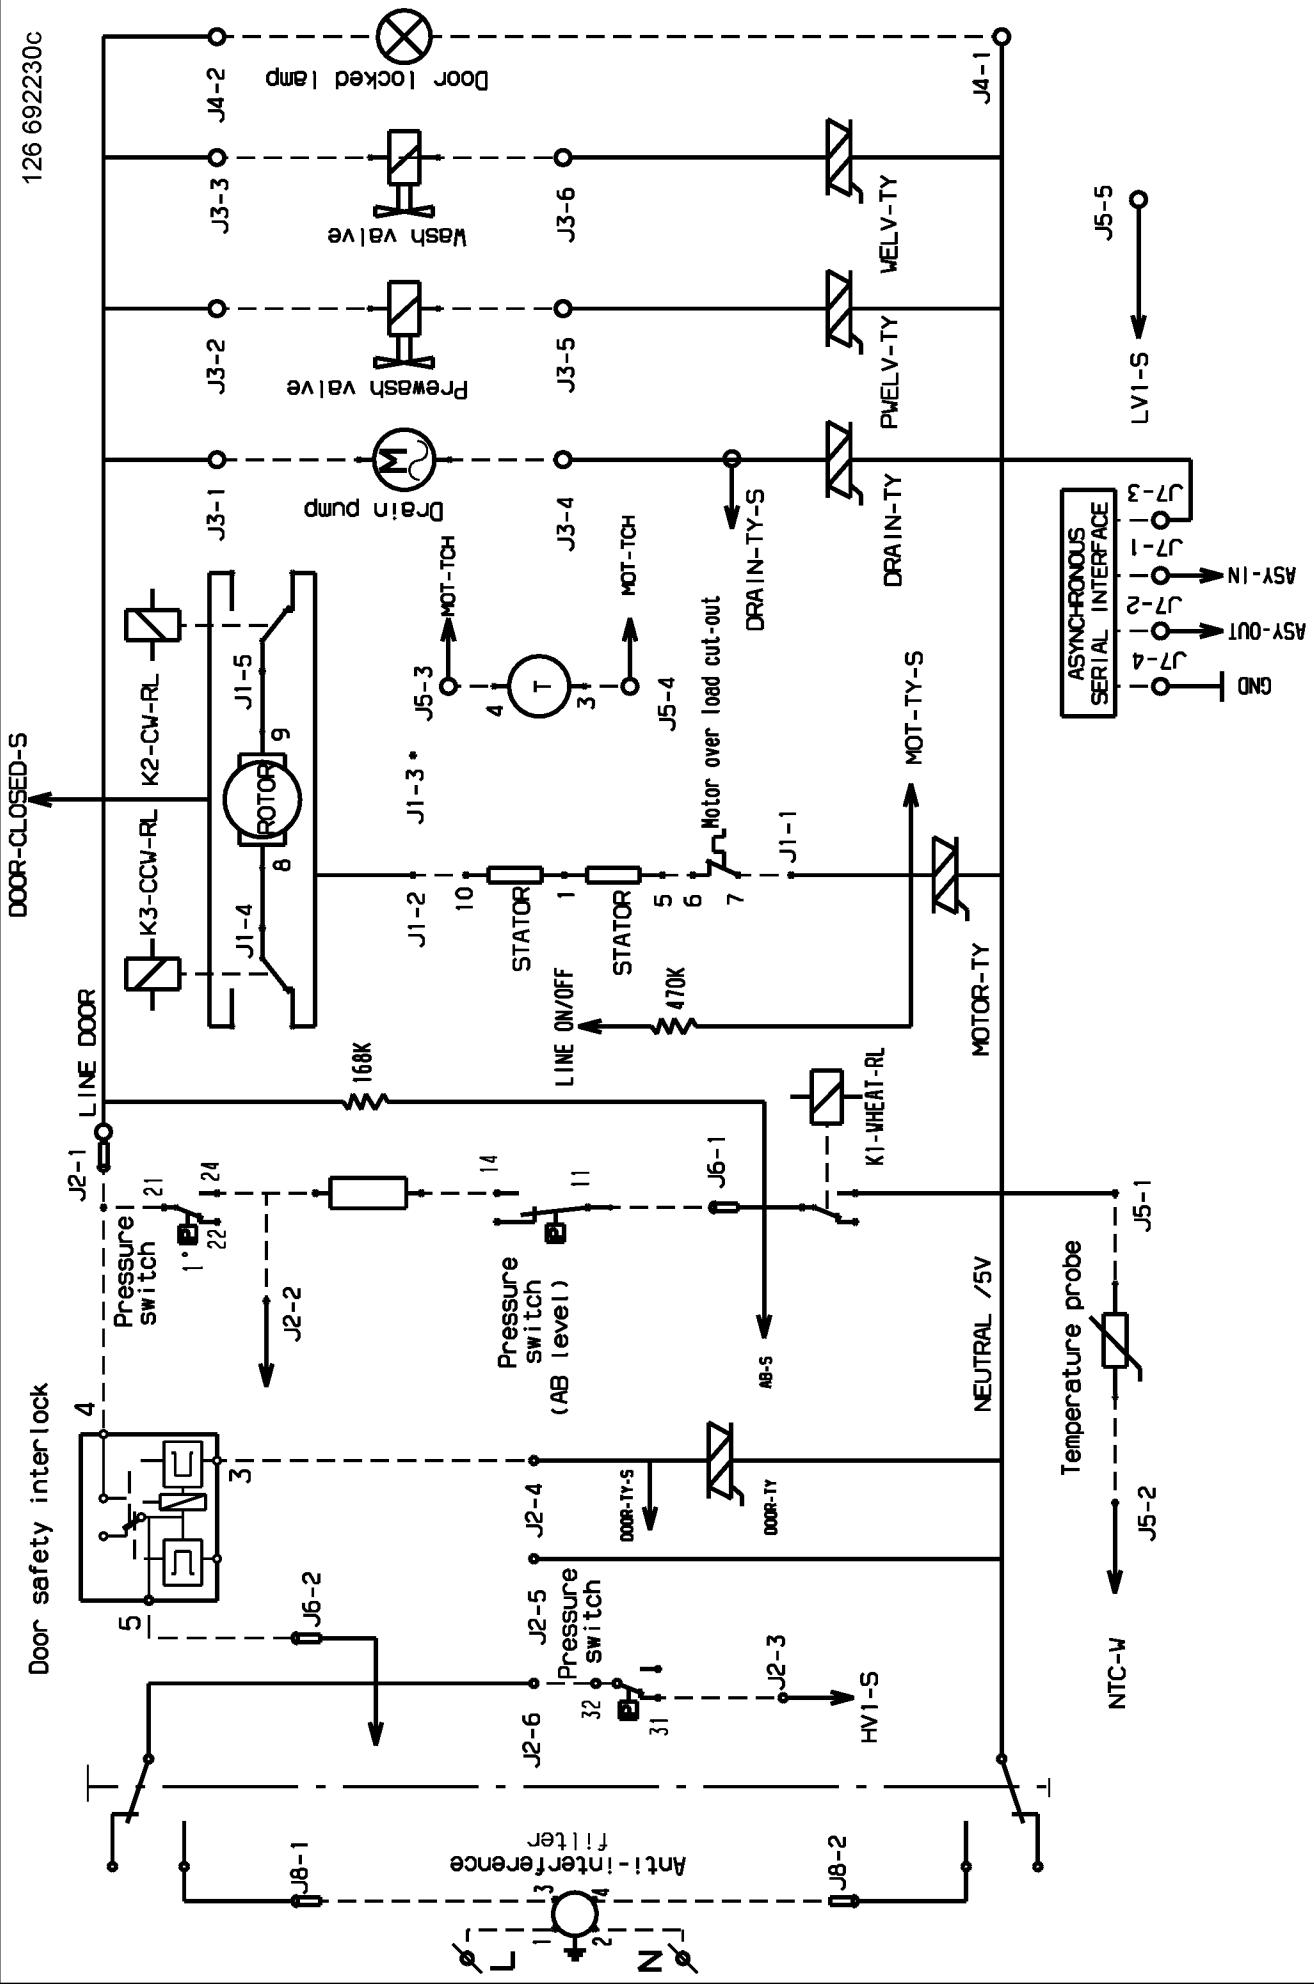 126 692230c
J4-2
Door locked lamp
J4-1
J3-3
Wash valve
J3-6
WELV-TY
J5-5
LV1-S
J3-2
Prewash valve
J3-5
PWELV-TY
J3-1
M
Drain pump
J3-4
DRAIN-TY-S
DRAIN-TY
ASYNCHRONOUS
SERIAL INTERFACE
J7-3
J7-1
ASY-IN
J7-2
ASY-OUT
J7-4
GND
DOOR-CLOSED-S
K2-CW-RL
K3-CCW-RL
J1-5
9
ROTOR
8
J1-4
MOT-TCH
J5-3
4
T
3
J5-4
MOT-TCH
J1-3 *
J1-2
10
STATOR
1
STATOR
5
6
7
Motor over load cut-out
J1-1
MOT-TY-S
MOTOR-TY
LINE ON/OFF
470K
LINE DOOR
J2-1
168K
21
24
22
1°
P
Pressure
switch
J2-2
14
11
P
Pressure
switch
(AB level)
J6-1
K1-WHEAT-RL
AB-S
NEUTRAL /5V
J5-1
Temperature probe
J5-2
NTC-W
Door safety interlock
4
3
5
J6-2
J2-4
DOOR-TY-S
DOOR-TY
J2-5
J2-6
Pressure
switch
32
P
31
J2-3
HV1-S
J8-1
Anti-interference
filter
J8-2
3
4
1
2
L
N